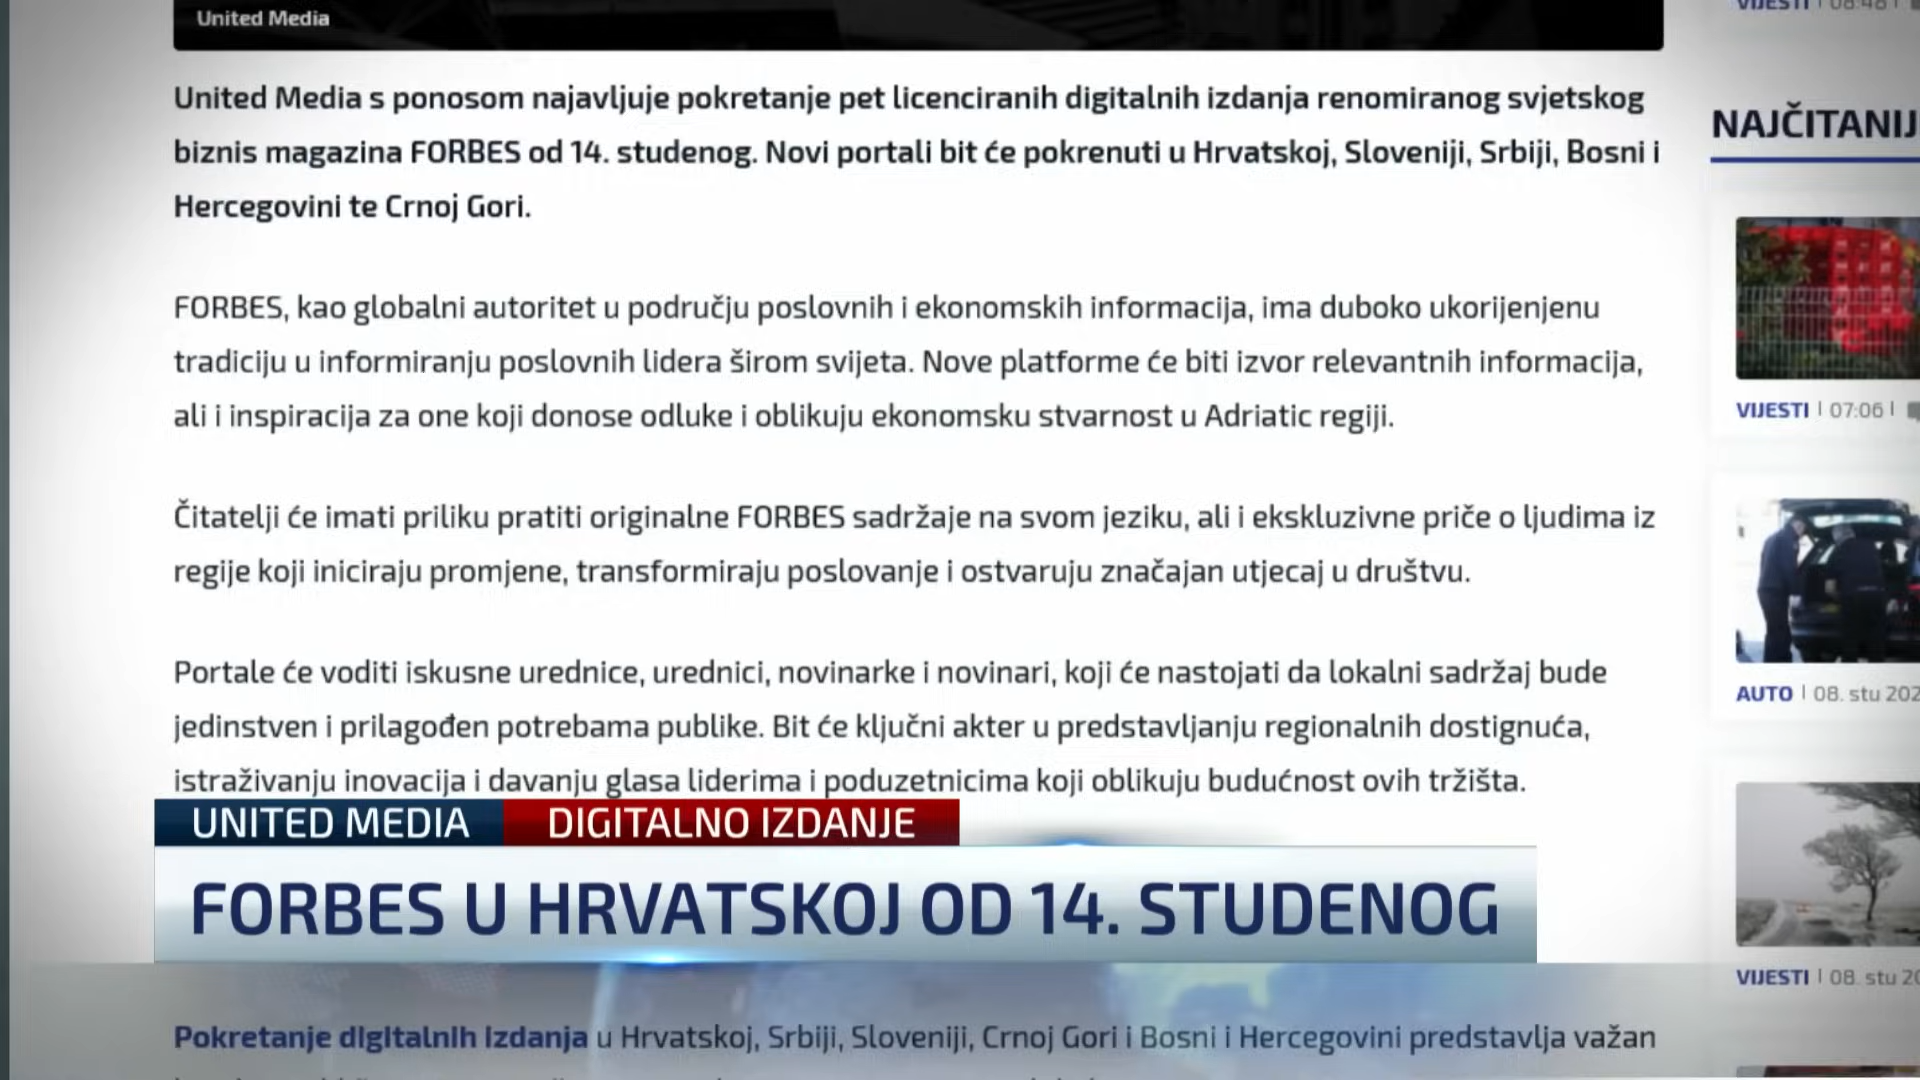 United Media
United Media s ponosom najavljuje pokretanje pet licenciranih digitalnih izdanja renomiranog svjetskog
biznis magazina FORBES od 14. studenog. Novi portali bit će pokrenuti u Hrvatskoj, Sloveniji, Srbiji, Bosni i
Hercegovini te Crnoj Gori.
FORBES, kao globalni autoritet u području poslovnih i ekonomskih informacija, ima duboko ukorijenjenu
tradiciju u informiranju poslovnih lidera širom svijeta. Nove platforme će biti izvor relevantnih informacija,
ali i inspiracija za one koji donose odluke i oblikuju ekonomsku stvarnost u Adriatic regiji.
Čitatelji će imati priliku pratiti originalne FORBES sadržaje na svom jeziku, ali i ekskluzivne priče o ljudima iz
regije koji iniciraju promjene, transformiraju poslovanje i ostvaruju značajan utjecaj u društvu.
Portale će voditi iskusne urednice, urednici, novinarke i novinari, koji će nastojati da lokalni sadržaj bude
jedinstven i prilagođen potrebama publike. Bit će ključni akter u predstavljanju regionalnih dostignuća,
istraživanju inovacija i davanju glasa liderima i poduzetnicima koji oblikuju budućnost ovih tržišta.
UNITED MEDIA DIGITALNO IZDANJE
FORBES U HRVATSKOJ OD 14. STUDENOG
Pokretanje digitalnih izdanja u Hrvatskoj, Srbiji, Sloveniji, Crnoj Gori i Bosni i Hercegovini predstavlja važan
VIJESTI | 08:48 |
NAJČITANIJ
VIJESTI | 07:06 |
AUTO | 08. stu 202
VIJESTI | 08. stu 20